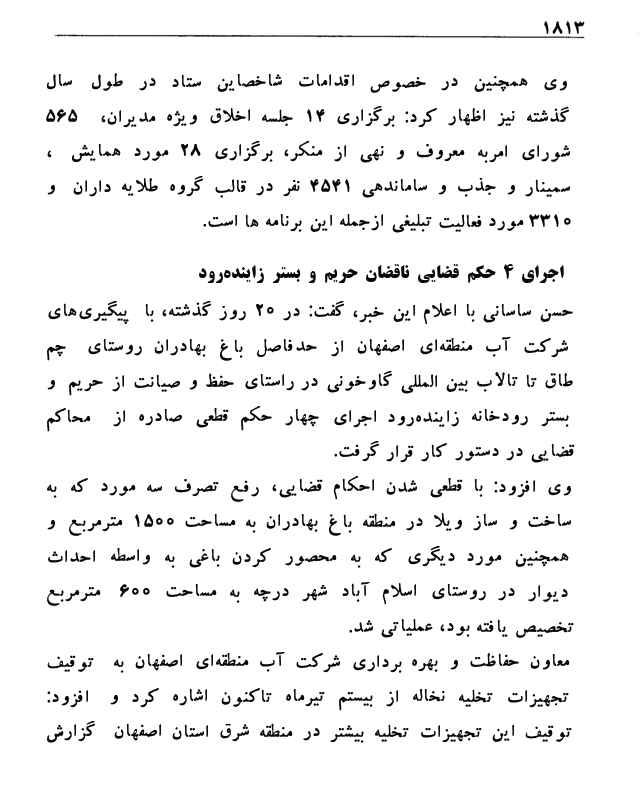 ۱۸۱۳
وی همچنین در خصوص اقدامات شاخصاین ستاد در طول سال
گذشته نیز اظهار کرد: برگزاری ۱۴ جلسه اخلاق ویژه مدیران، ۵۶۵
شورای امربه معروف و نهی از منکر، برگزاری ۲۸ مورد همایش ،
سمینار و جذب و ساماندهی ۴۵۴۱ نفر در قالب گروه طلایه داران و
۳۳۱۰ مورد فعالیت تبلیغی ازجمله این برنامه ها است.
اجرای ۴ حکم قضایی ناقضان حریم و بستر زاینده‌رود
حسن ساسانی با اعلام این خبر، گفت: در ۲۰ روز گذشته، با پیگیری‌های
شرکت آب منطقه‌ای اصفهان از حدفاصل باغ بهادران روستای چم
طاق تا تالاب بین المللی گاوخونی در راستای حفظ و صیانت از حریم و
بستر رودخانه زاینده‌رود اجرای چهار حکم قطعی صادره از محاکم
قضایی در دستور کار قرار گرفت.
وی افزود: با قطعی شدن احکام قضایی، رفع تصرف سه مورد که به
ساخت و ساز ویلا در منطقه باغ بهادران به مساحت ۱۵۰۰ مترمربع و
همچنین مورد دیگری که به محصور کردن باغی به واسطه احداث
دیوار در روستای اسلام آباد شهر درچه به مساحت ۶۰۰ مترمربع
تخصیص یافته بود، عملیاتی شد.
معاون حفاظت و بهره برداری شرکت آب منطقه‌ای اصفهان به توقیف
تجهیزات تخلیه نخاله از بیستم تیرماه تاکنون اشاره کرد و افزود:
توقیف این تجهیزات تخلیه بیشتر در منطقه شرق استان اصفهان گزارش